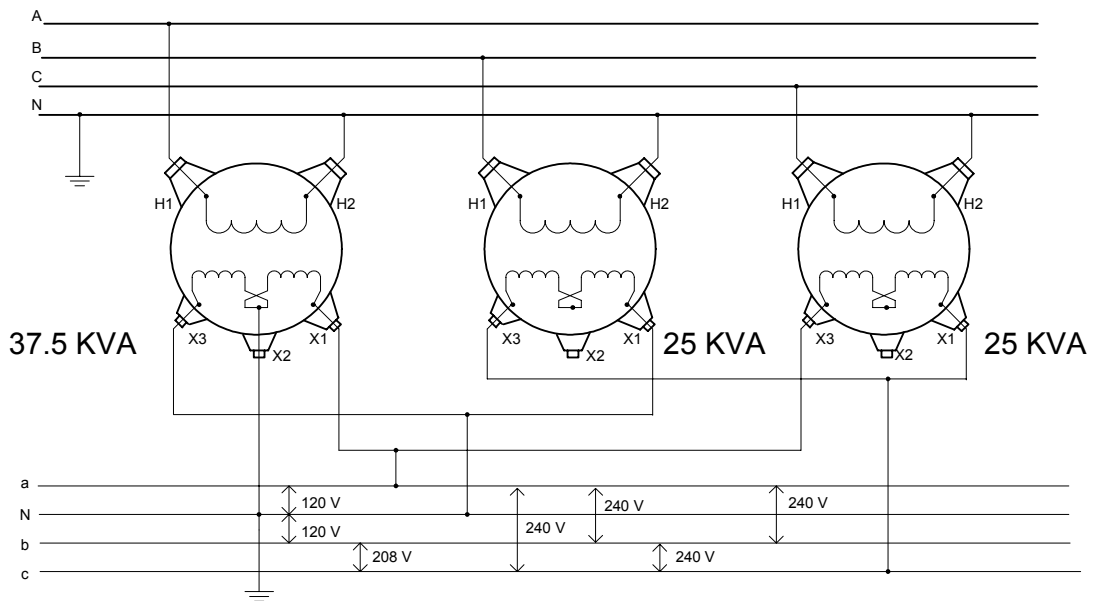 A
B
C
N
H1 H2 H1 H2 H1 H2
X3 X1 X3 X1 X3 X1
37.5 KVA X2 X2 25 KVA X2 25 KVA
a
120 V 240 V 240 V
N
120 V 240 V
b
208 V 240 V
c